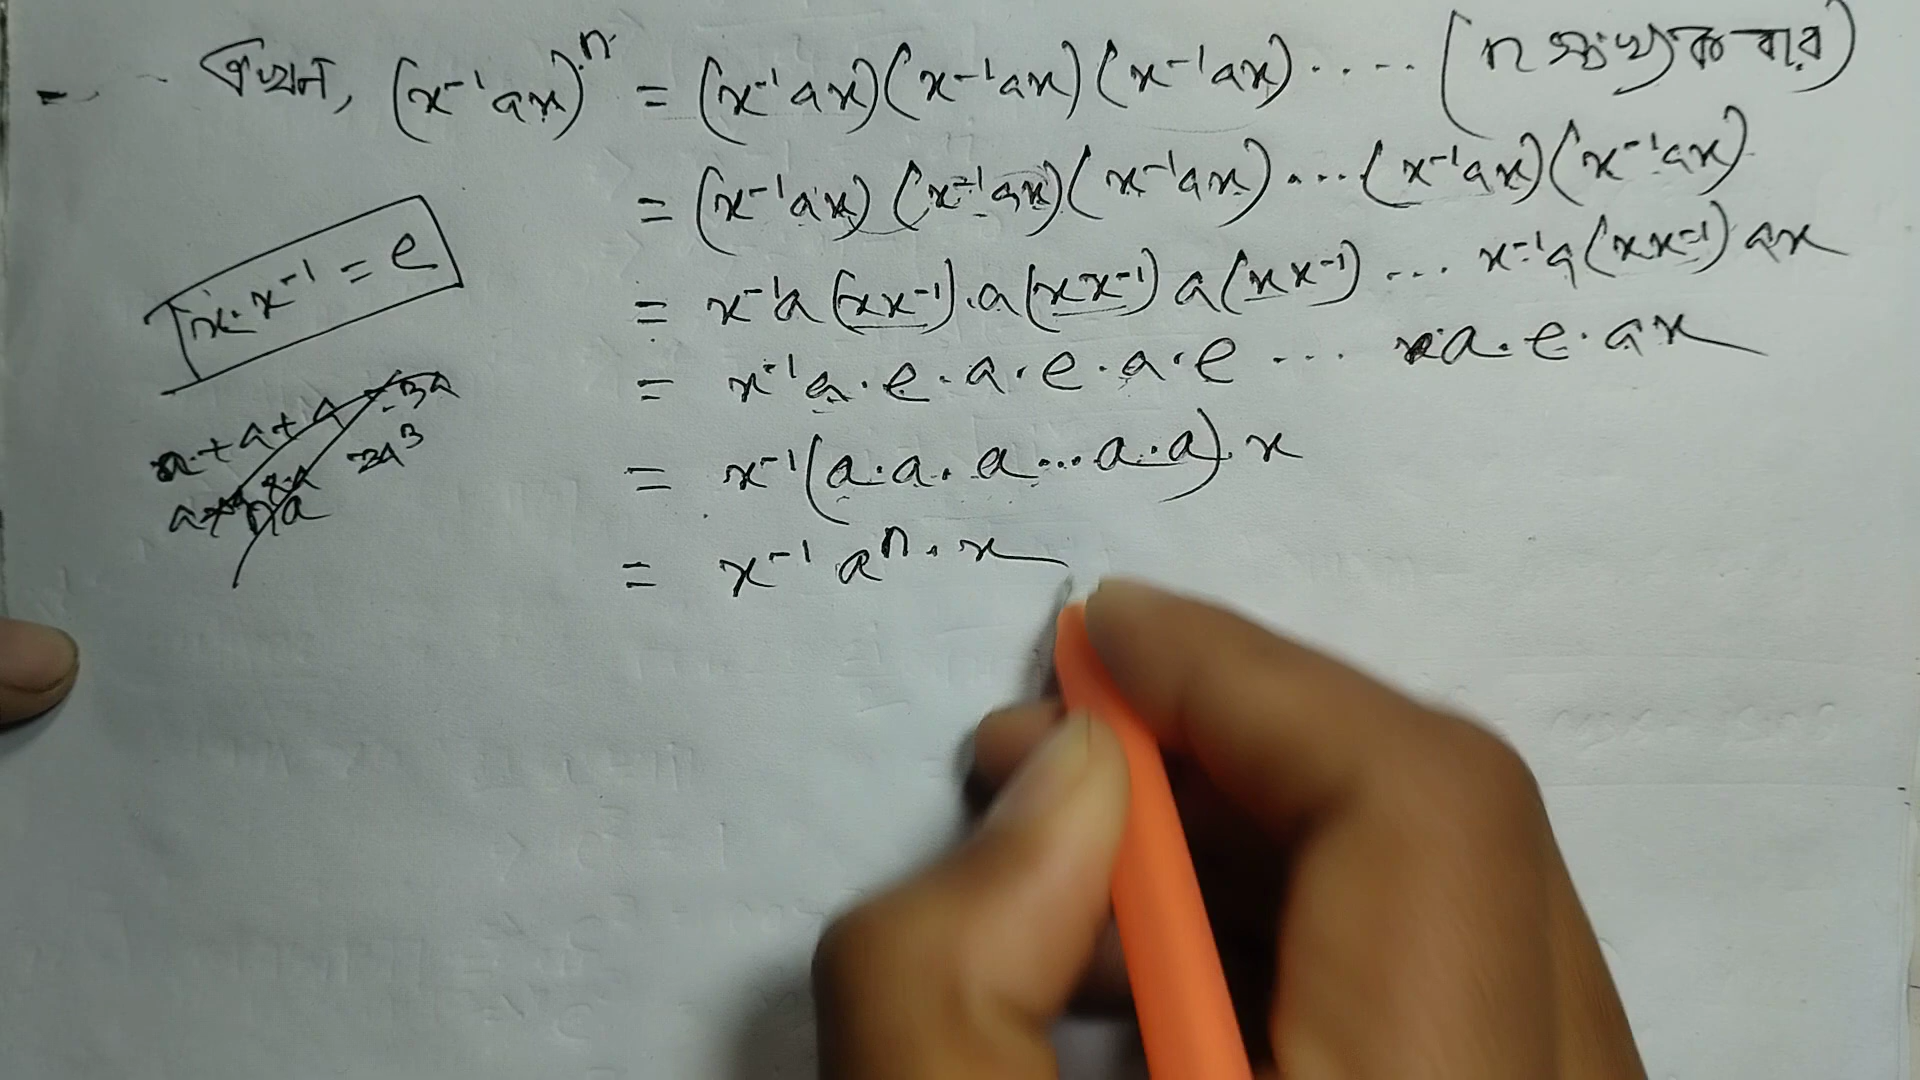 এখন, (x⁻¹ax)ⁿ = (x⁻¹ax)(x⁻¹ax)(x⁻¹ax)..... (n সংখ্যক বার)
= (x⁻¹ax)(x⁻¹ax)(x⁻¹ax)....(x⁻¹ax)(x⁻¹ax)
= x⁻¹a(xx⁻¹).a(xx⁻¹)a(xx⁻¹)... x⁻¹a(xx⁻¹)ax
= x⁻¹a.e.a.e.a.e... a.e.ax
= x⁻¹(a.a.a...a.a).x
= x⁻¹aⁿ.x
x.x⁻¹ = e
a+a+a